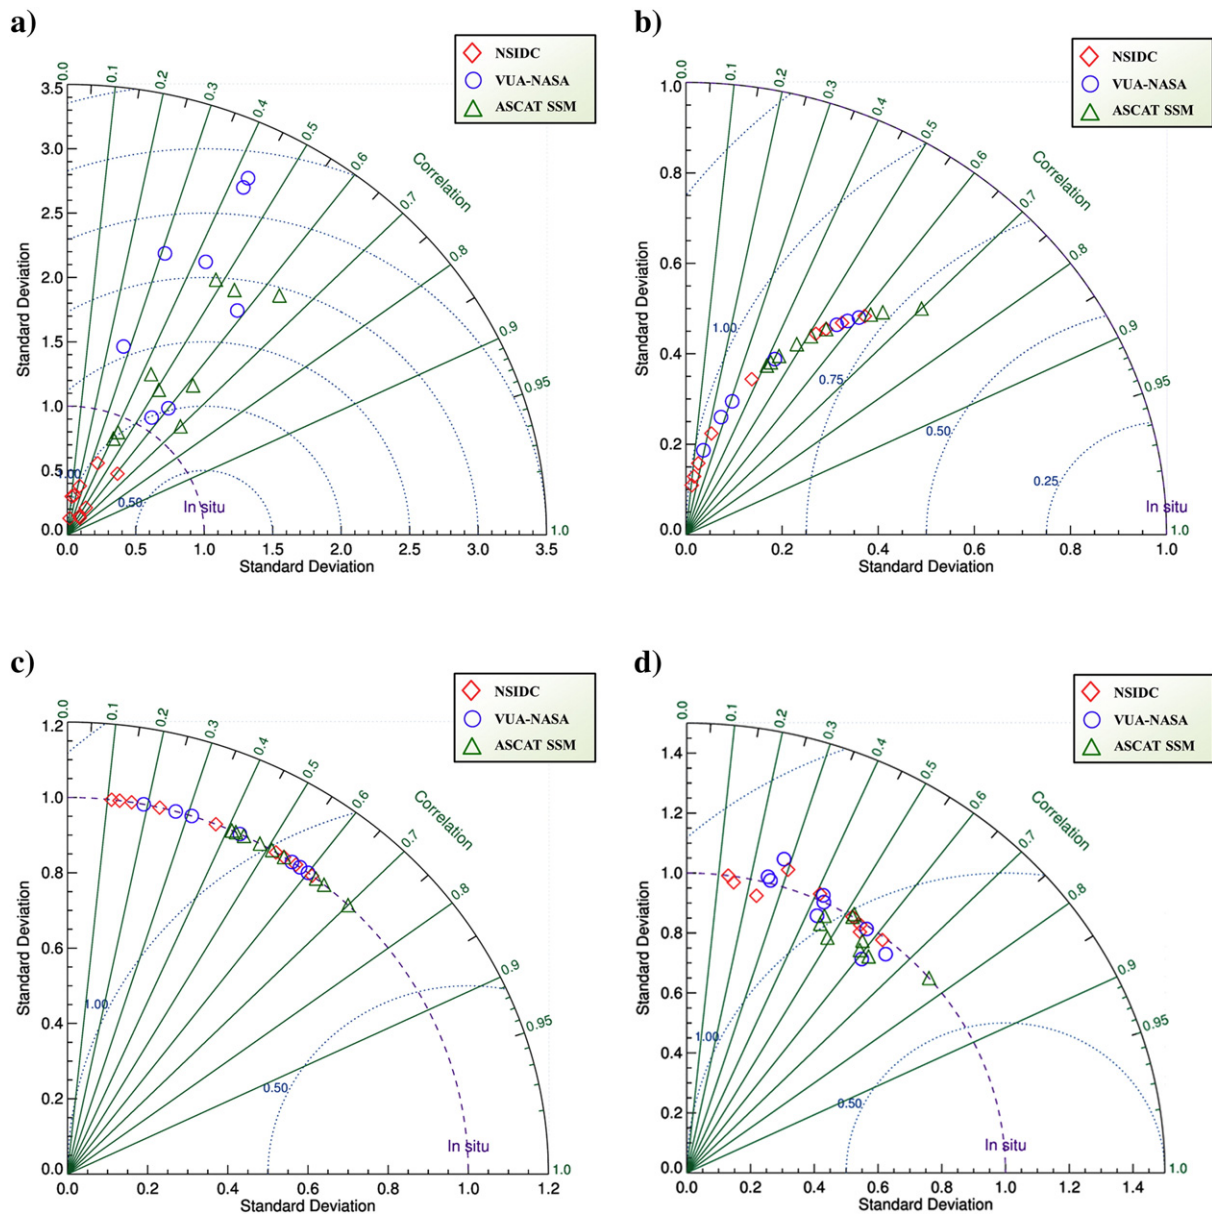 a)
NSIDC
VUA-NASA
ASCAT SSM
0.0
0.1
0.2
0.3
0.4
0.5
0.6
0.7
0.8
0.9
0.95
1.0
Correlation
3.5
3.0
2.5
2.0
1.5
1.0
0.5
0.0
Standard Deviation
1.00
0.50
In situ
0.0 0.5 1.0 1.5 2.0 2.5 3.0 3.5
Standard Deviation
b)
NSIDC
VUA-NASA
ASCAT SSM
0.0
0.1
0.2
0.3
0.4
0.5
0.6
0.7
0.8
0.9
0.95
1.0
Correlation
1.0
0.8
0.6
0.4
0.2
0.0
Standard Deviation
1.00
0.75
0.50
0.25
In situ
0.0 0.2 0.4 0.6 0.8 1.0
Standard Deviation
c)
NSIDC
VUA-NASA
ASCAT SSM
0.0
0.1
0.2
0.3
0.4
0.5
0.6
0.7
0.8
0.9
0.95
1.0
Correlation
1.2
1.0
0.8
0.6
0.4
0.2
0.0
Standard Deviation
1.00
0.50
In situ
0.0 0.2 0.4 0.6 0.8 1.0 1.2
Standard Deviation
d)
NSIDC
VUA-NASA
ASCAT SSM
0.0
0.1
0.2
0.3
0.4
0.5
0.6
0.7
0.8
0.9
0.95
1.0
Correlation
1.4
1.2
1.0
0.8
0.6
0.4
0.2
0.0
Standard Deviation
1.00
0.50
In situ
0.0 0.2 0.4 0.6 0.8 1.0 1.2 1.4
Standard Deviation